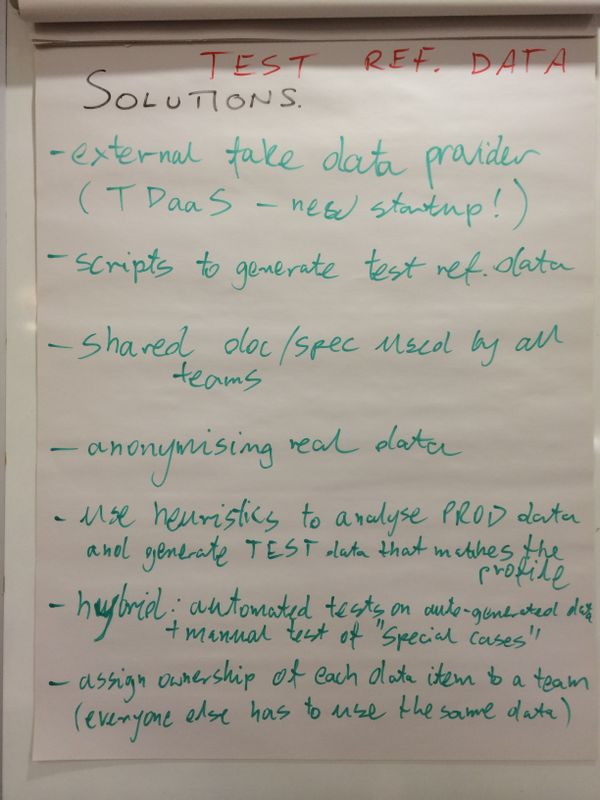 TEST REF. DATA
SOLUTIONS.
- external fake data provider
(TDaaS - new startup!)
- scripts to generate test ref. data
- shared doc/spec used by all
teams
- anonymising real data
- use heuristics to analyse PROD data
and generate TEST data that matches the
profile
- hybrid: automated tests on auto-generated data
+ manual test of "Special cases"
- assign ownership of each data item to a team
(everyone else has to use the same data)